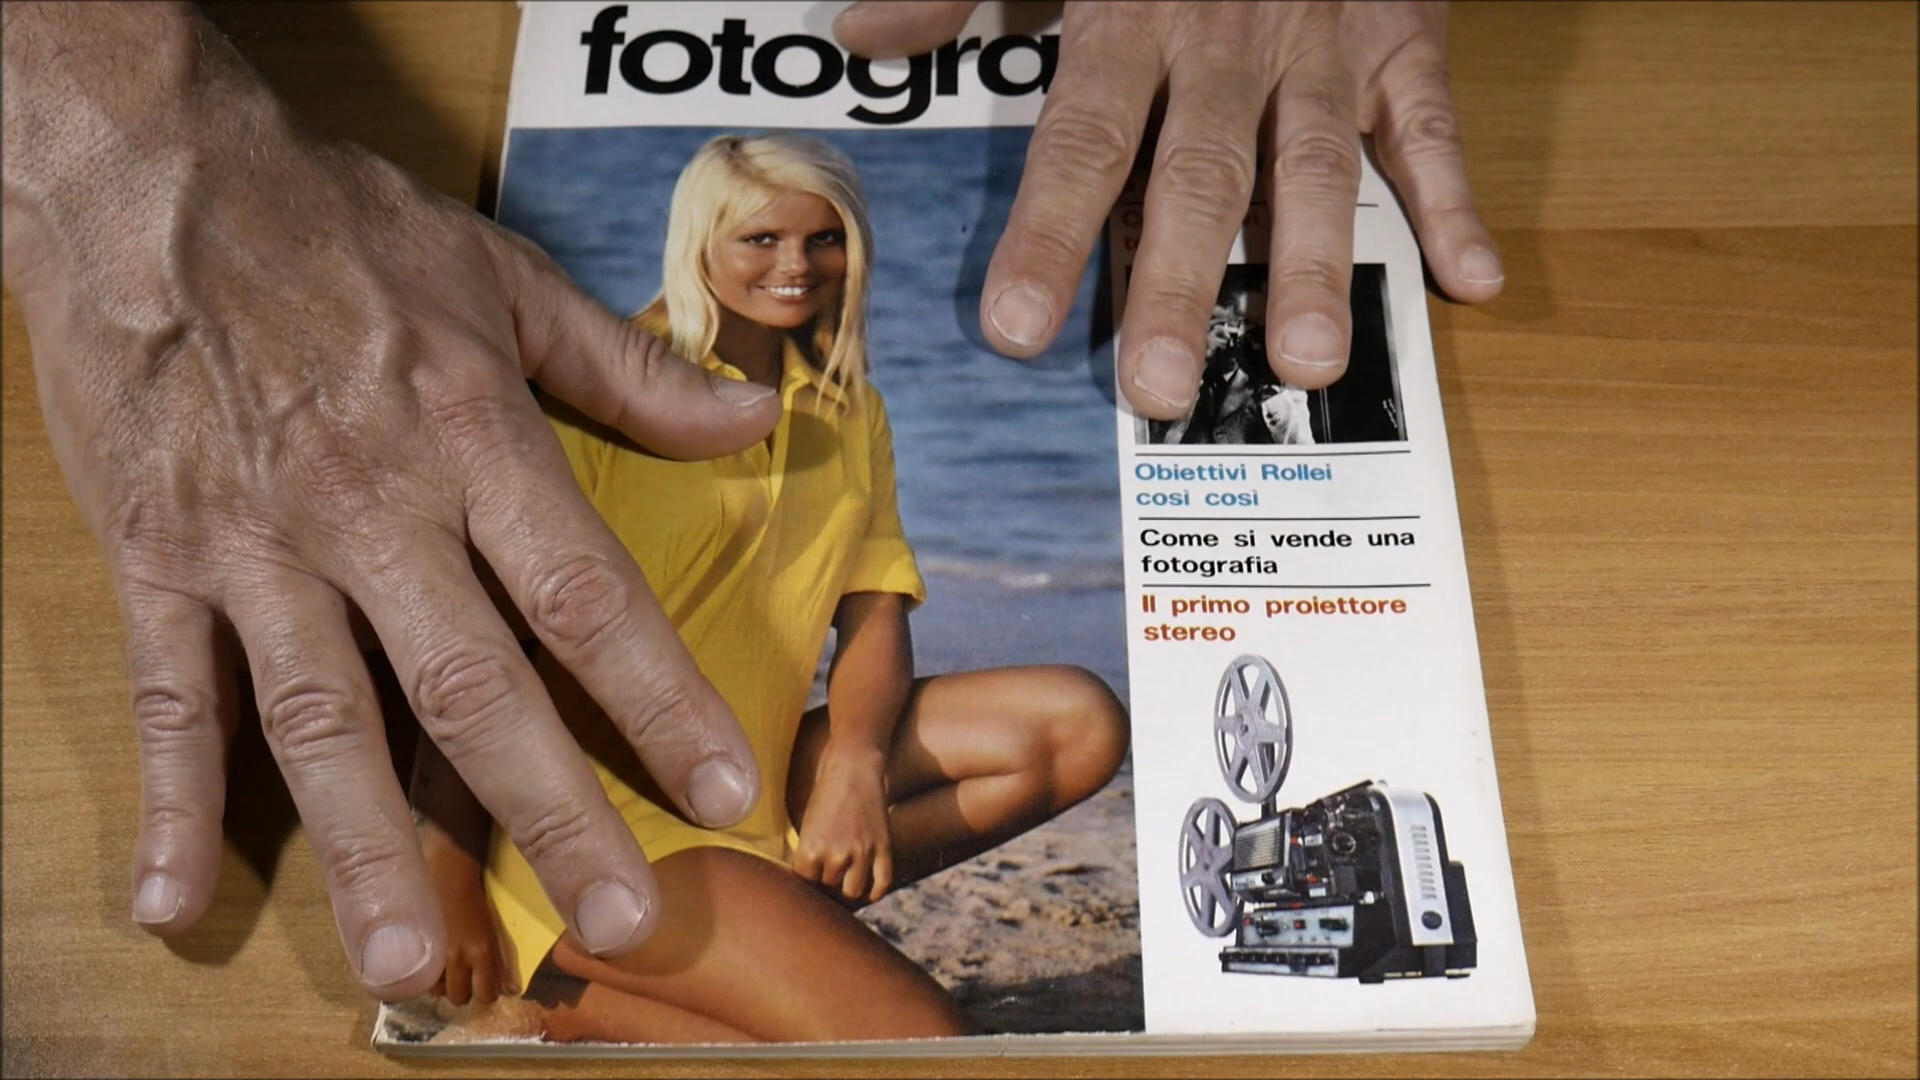 fotogra
Obiettivi Rollei
così così
Come si vende una
fotografia
Il primo proiettore
stereo